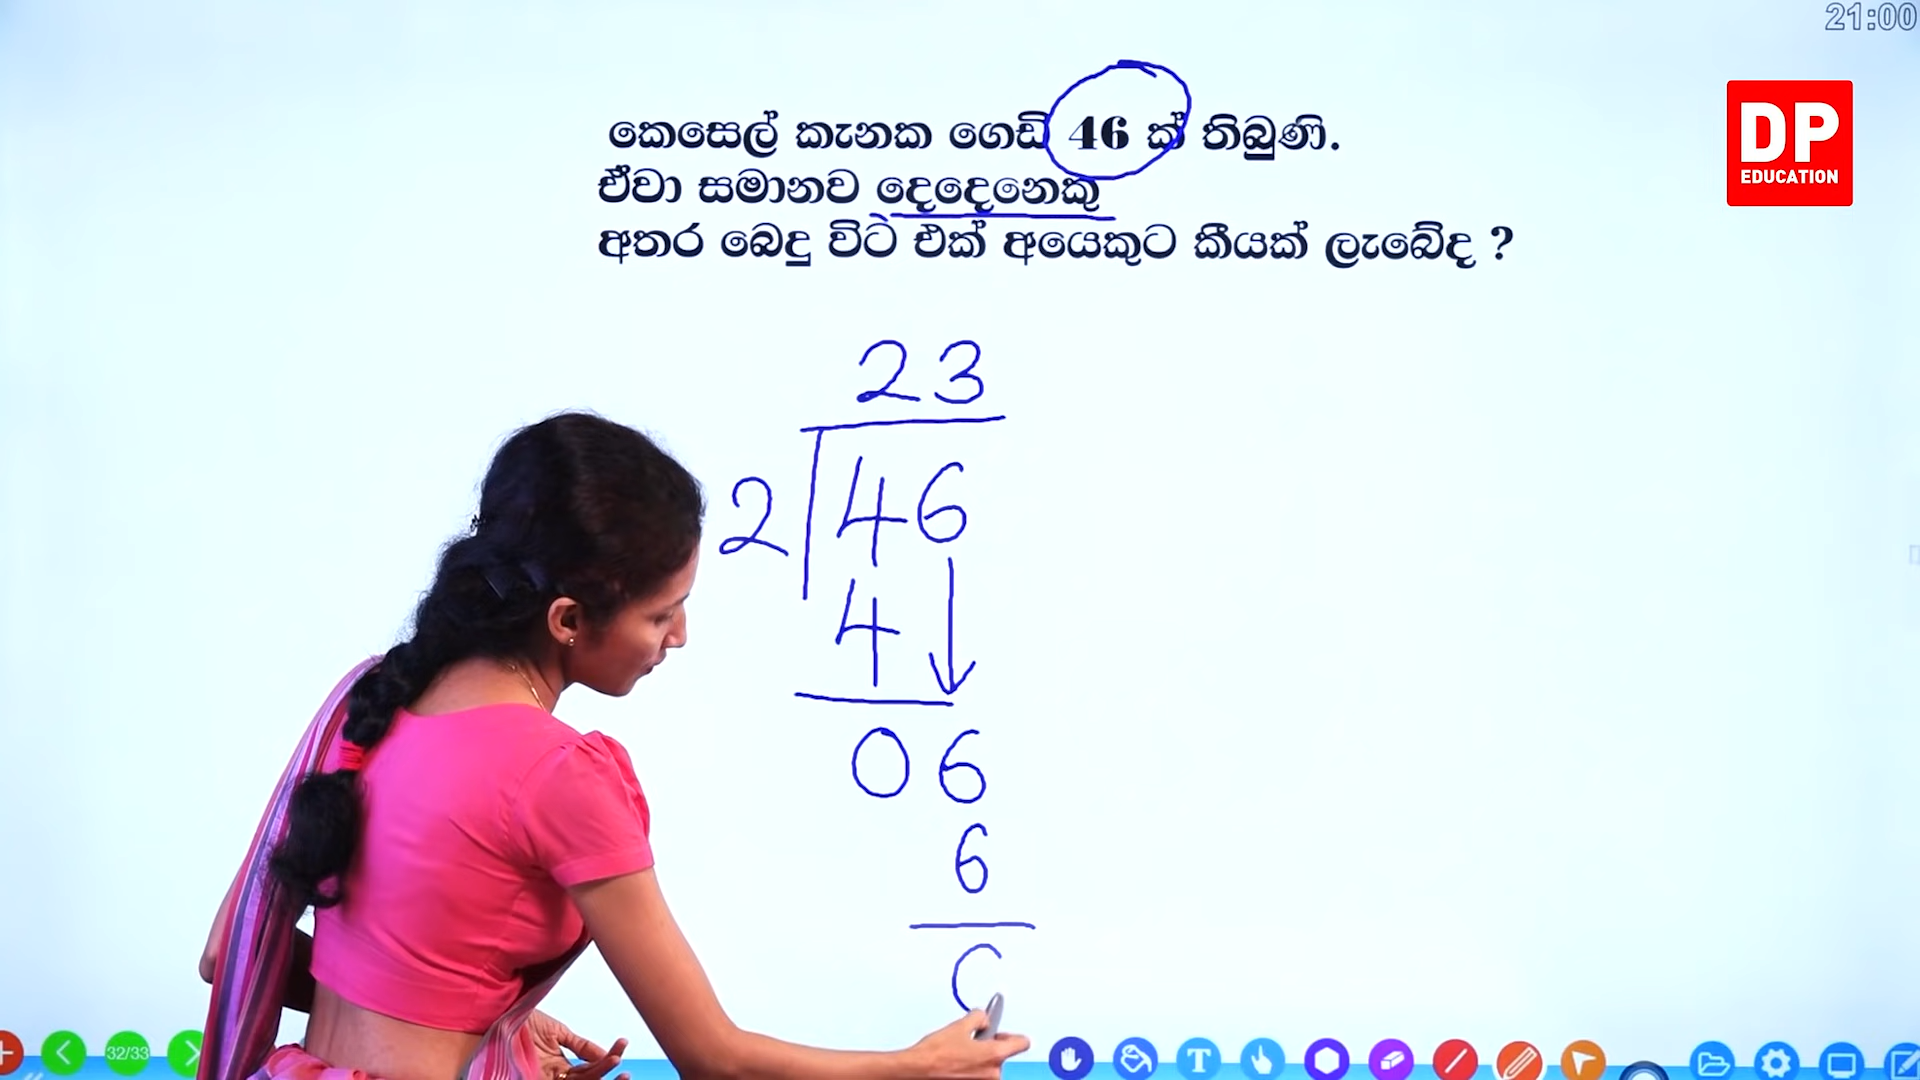 21:00
DP
EDUCATION
කෙසෙල් කැනක ගෙඩි 46 ක් තිබුණි.
ඒවා සමානව දෙදෙනෙකු
අතර බෙදු විට එක් අයෙකුට කීයක් ලැබේද ?
23
2 46
4
06
6
0
32/33
T